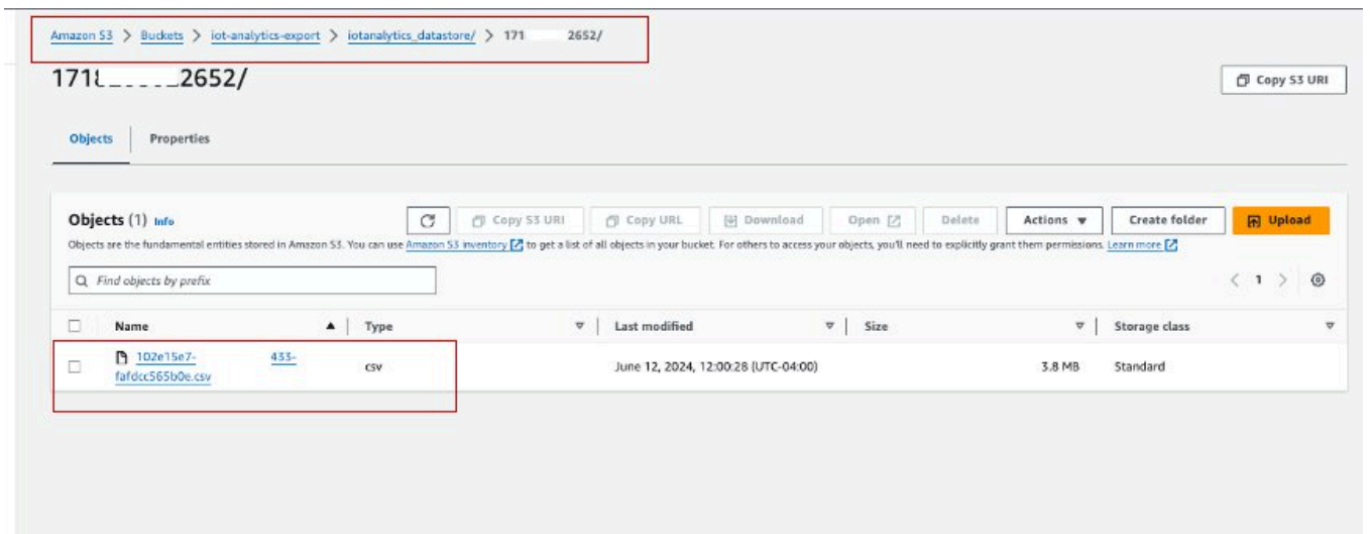 Amazon S3 > Buckets > iot-analytics-export > iotanalytics_datastore/ > 171 2652/
2652/
Copy S3 URI
Objects Properties
Objects (1) Info
Copy S3 URI Copy URL Download Open Delete Actions Create folder Upload
Objects are the fundamental entities stored in Amazon S3. You can use Amazon S3 inventory to get a list of all objects in your bucket. For others to access your objects, you'll need to explicitly grant them permissions. Learn more
Find objects by prefix
< 1 >
Name Type Last modified Size Storage class
102e15e7- 433-
fafdcc565b0e.csv
csv June 12, 2024, 12:00:28 (UTC-04:00) 3.8 MB Standard